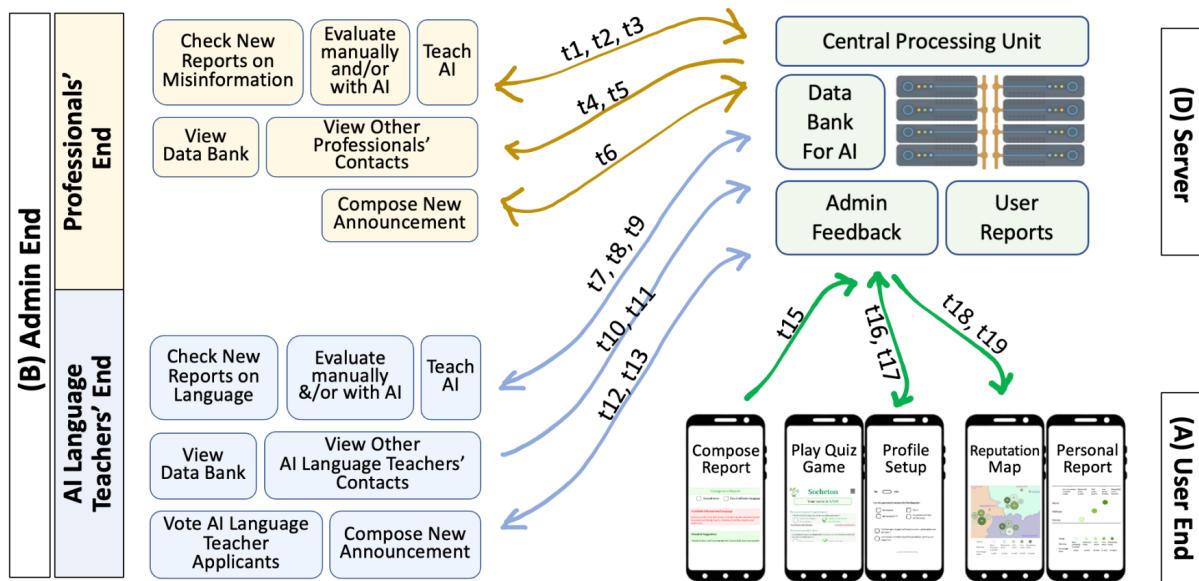 (B) Admin End
Professionals'
End
AI Language
Teachers' End
Check New
Reports on
Misinformation
Evaluate
manually
and/or
with AI
Teach
AI
View
Data Bank
View Other
Professionals'
Contacts
Compose New
Announcement
Check New
Reports on
Language
Evaluate
manually
&/or with AI
Teach
AI
View
Data Bank
View Other
AI Language Teachers'
Contacts
Vote AI Language
Teacher
Applicants
Compose New
Announcement
t1, t2, t3
t4, t5
t6
t7, t8, t9
t10, t11
t12, t13
Central Processing Unit
Data
Bank
For AI
Admin
Feedback
User
Reports
(D) Server
t15
t16, t17
t18, t19
Compose
Report
Play Quiz
Game
Socheton
Profile
Setup
Reputation
Map
Personal
Report
(A) User End